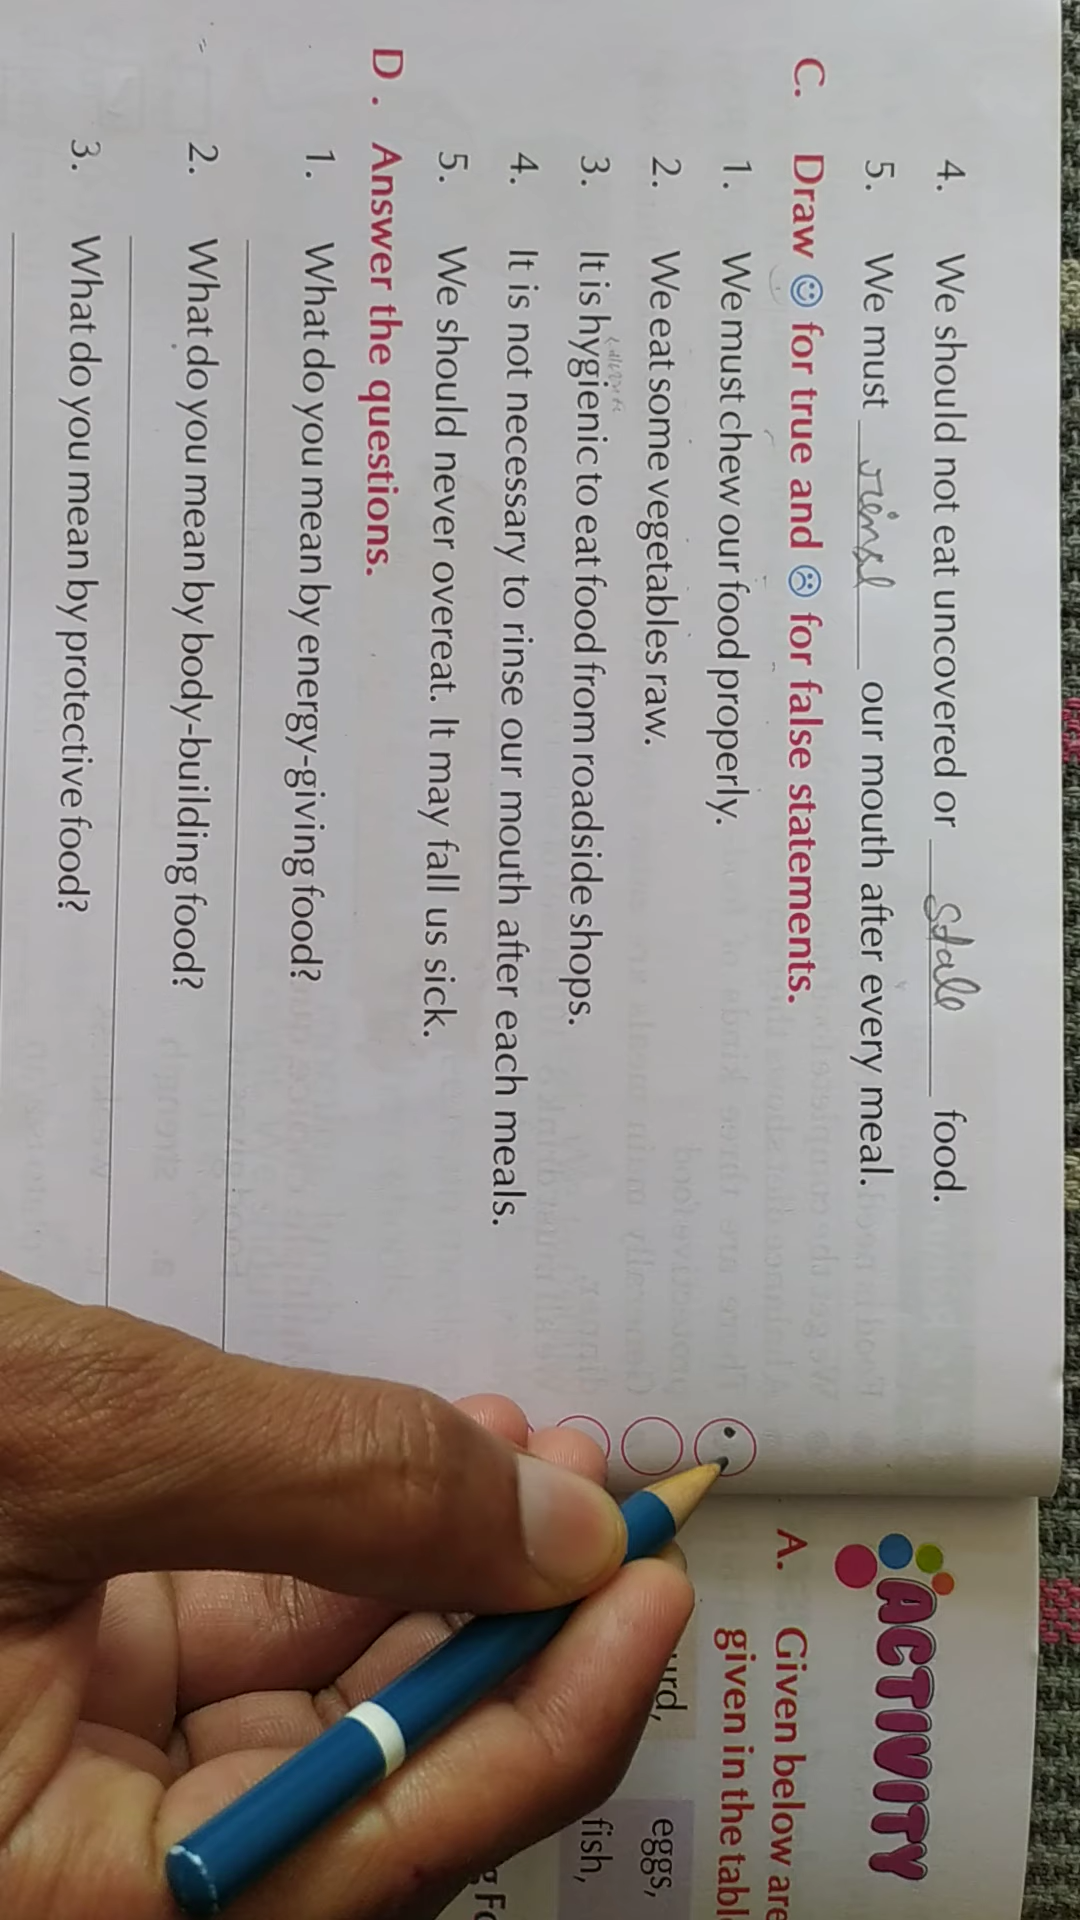 4. We should not eat uncovered or stale food.
5. We must rinse our mouth after every meal.
C. Draw ☺ for true and ☹ for false statements.
1. We must chew our food properly.
2. We eat some vegetables raw.
3. It is hygienic to eat food from roadside shops.
4. It is not necessary to rinse our mouth after each meals.
5. We should never overeat. It may fall us sick.
D. Answer the questions.
1. What do you mean by energy-giving food?
2. What do you mean by body-building food?
3. What do you mean by protective food?
ACTIVITY
A. Given below are
given in the tabl
urd, eggs,
fish,
g Fo